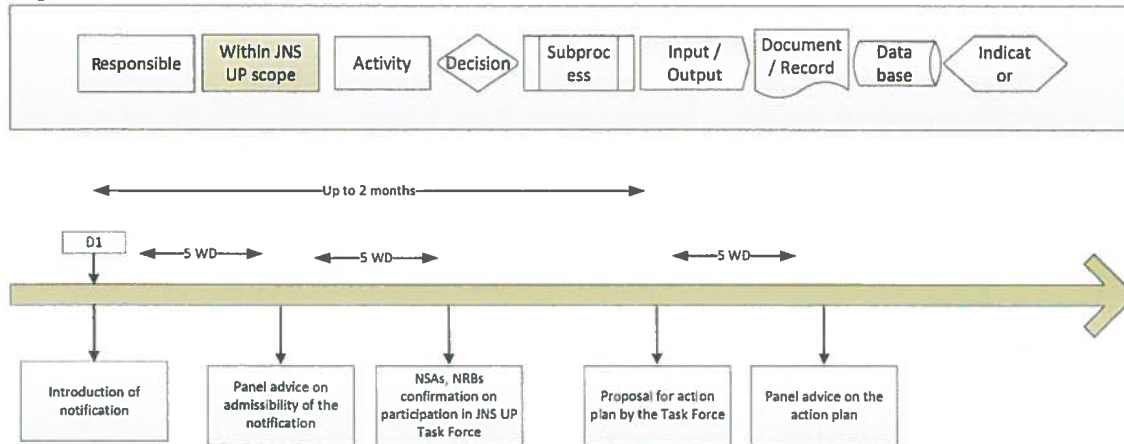 Responsible
Within JNS
UP scope
Activity
Decision
Subproc
ess
Input /
Output
Document
/ Record
Data
base
Indicat
or
Up to 2 months
D1
5 WD
5 WD
5 WD
Introduction of
notification
Panel advice on
admissibility of the
notification
NSAs, NRBs
confirmation on
participation in JNS UP
Task Force
Proposal for action
plan by the Task Force
Panel advice on the
action plan